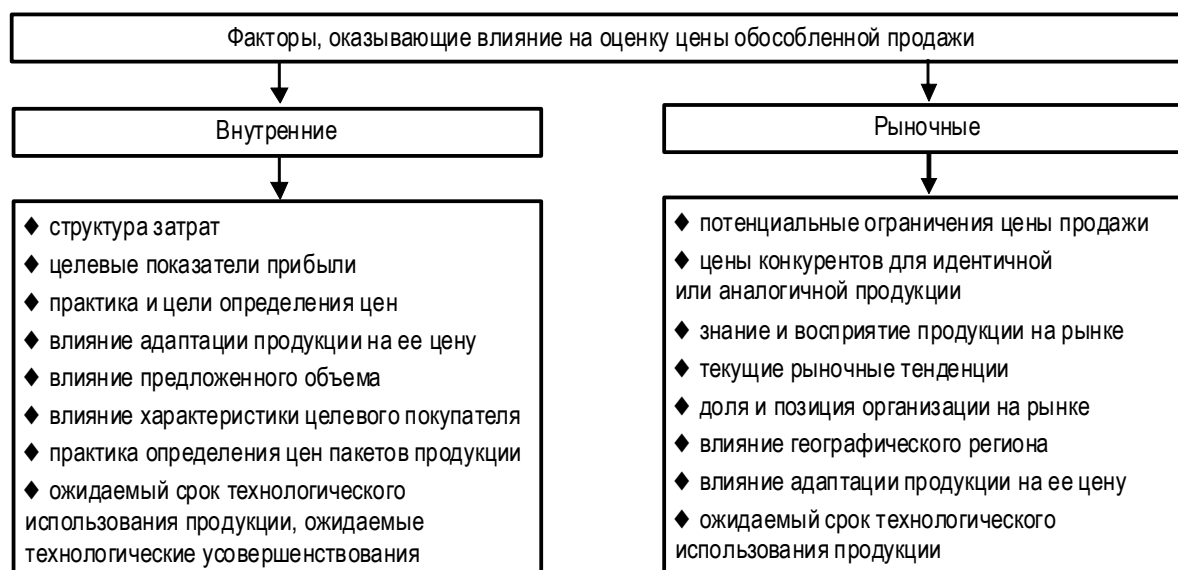 Факторы, оказывающие влияние на оценку цены обособленной продажи
Внутренние
♦ структура затрат
♦ целевые показатели прибыли
♦ практика и цели определения цен
♦ влияние адаптации продукции на ее цену
♦ влияние предложенного объема
♦ влияние характеристики целевого покупателя
♦ практика определения цен пакетов продукции
♦ ожидаемый срок технологического
использования продукции, ожидаемые
технологические усовершенствования
Рыночные
♦ потенциальные ограничения цены продажи
♦ цены конкурентов для идентичной
или аналогичной продукции
♦ знание и восприятие продукции на рынке
♦ текущие рыночные тенденции
♦ доля и позиция организации на рынке
♦ влияние географического региона
♦ влияние адаптации продукции на ее цену
♦ ожидаемый срок технологического
использования продукции